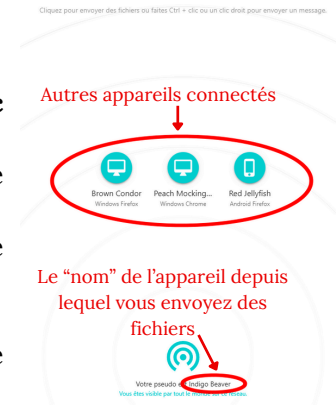 Cliquez pour envoyer des fichiers ou faites Ctrl + clic ou un clic droit pour envoyer un message.
Autres appareils connectés
Brown Condor Peach Mocking... Red Jellyfish
Windows Firefox Windows Chrome Android Firefox
Le “nom” de l’appareil depuis
lequel vous envoyez des
fichiers
Votre pseudo est Indigo Beaver
Vous êtes visible par tout le monde sur ce réseau.